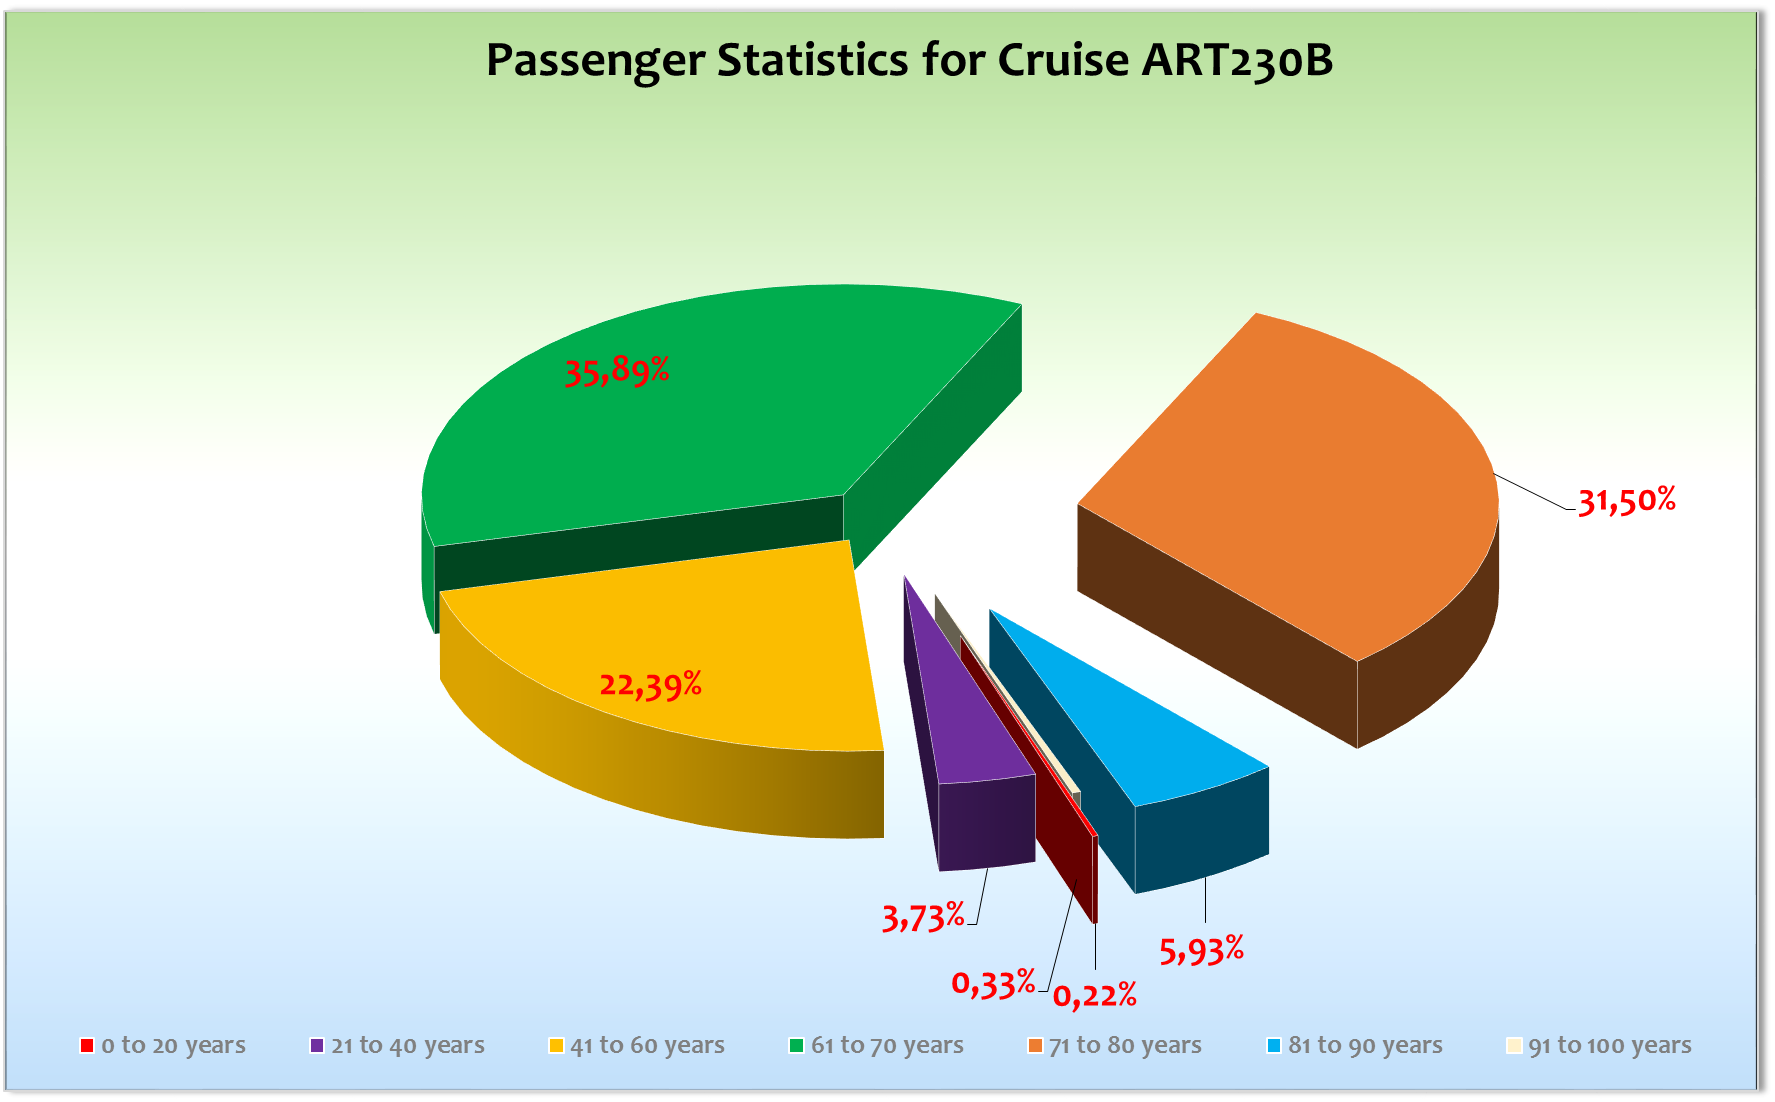 Passenger Statistics for Cruise ART230B
35,89%
31,50%
22,39%
3,73%
5,93%
0,33%
0,22%
0 to 20 years
21 to 40 years
41 to 60 years
61 to 70 years
71 to 80 years
81 to 90 years
91 to 100 years